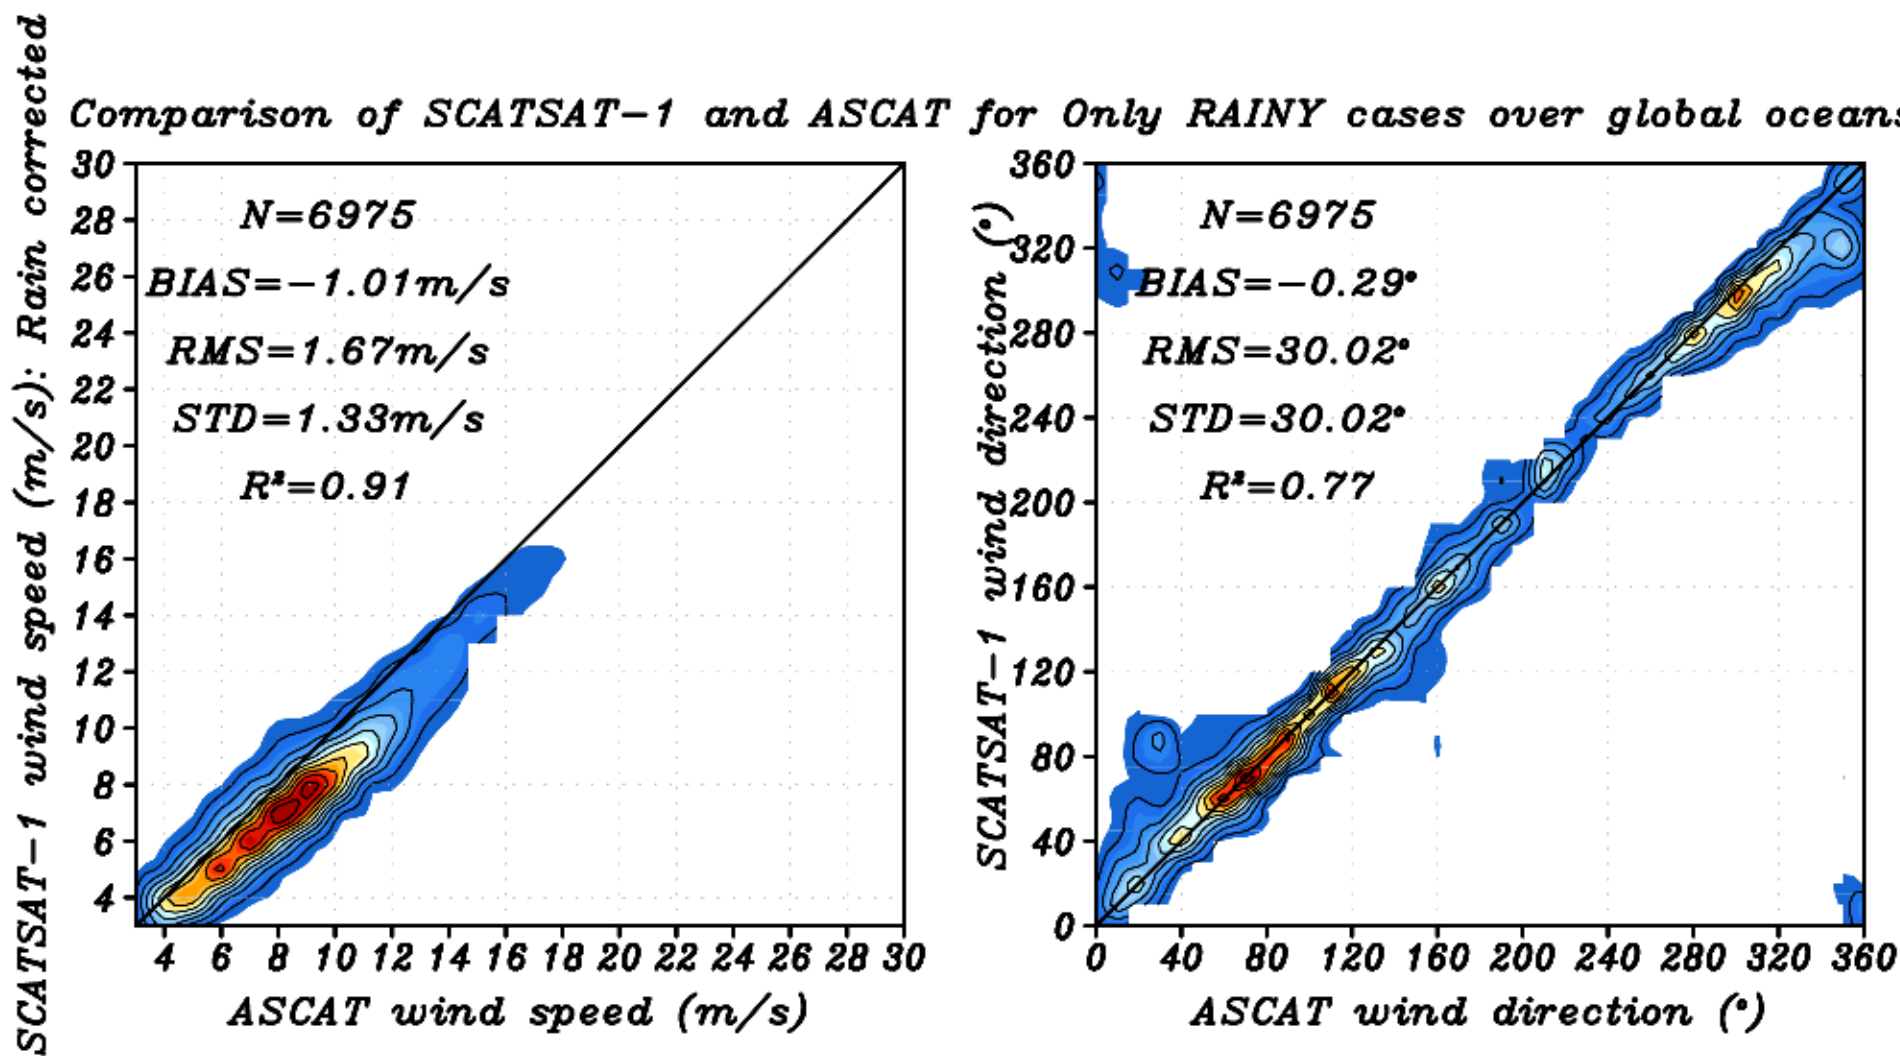 Comparison of SCATSAT-1 and ASCAT for Only RAINY cases over global oceans
SCATSAT-1 wind speed (m/s): Rain corrected
30
28
26
24
22
20
18
16
14
12
10
8
6
4
N=6975
BIAS=-1.01m/s
RMS=1.67m/s
STD=1.33m/s
R²=0.91
4 6 8 10 12 14 16 18 20 22 24 26 28 30
ASCAT wind speed (m/s)
SCATSAT-1 wind direction (°)
360
320
280
240
200
160
120
80
40
0
N=6975
BIAS=-0.29°
RMS=30.02°
STD=30.02°
R²=0.77
0 40 80 120 160 200 240 280 320 360
ASCAT wind direction (°)